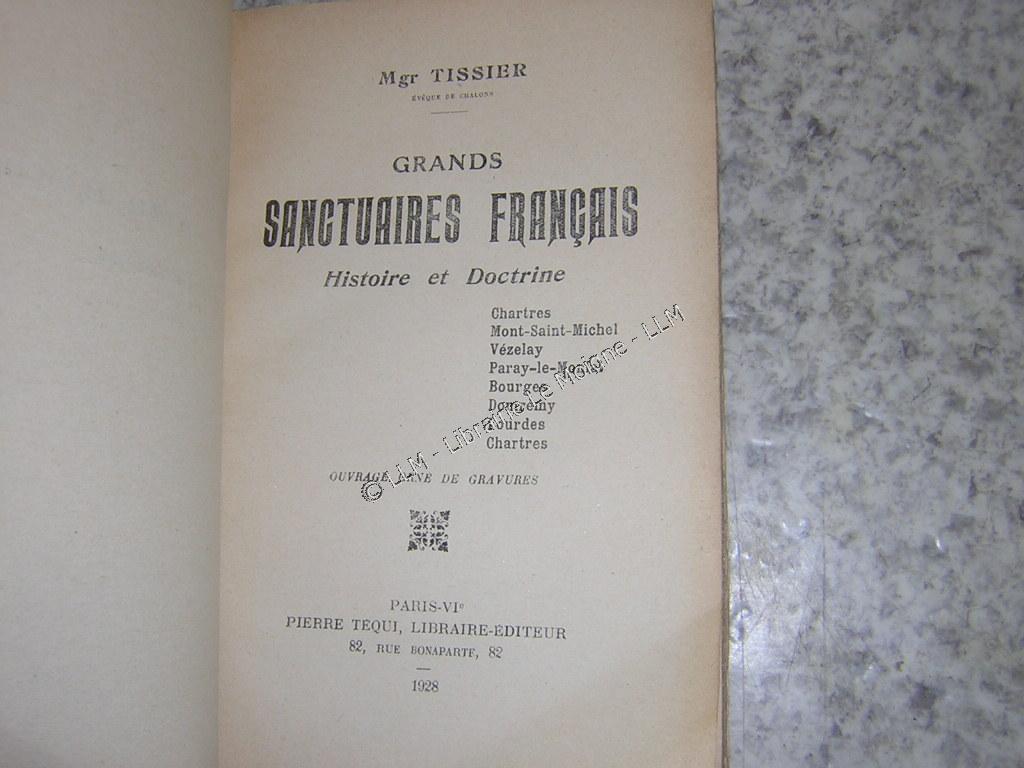 Mgr TISSIER
ÉVÊQUE DE CHALONS
GRANDS
SANCTUAIRES FRANÇAIS
Histoire et Doctrine
Chartres
Mont-Saint-Michel
Vézelay
Paray-le-Monial
Bourges
Domremy
Lourdes
Chartres
© LLM - Librairie Le Moigne - LLM
OUVRAGE ORNÉ DE GRAVURES
PARIS-VIe
PIERRE TÉQUI, LIBRAIRE-ÉDITEUR
82, RUE BONAPARTE, 82
1928